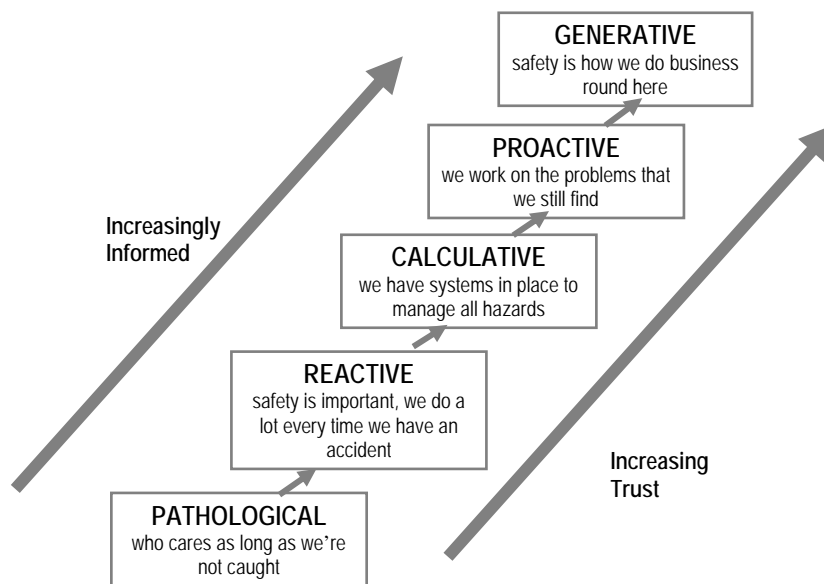 GENERATIVE
safety is how we do business
round here
PROACTIVE
we work on the problems that
we still find
Increasingly
Informed
CALCULATIVE
we have systems in place to
manage all hazards
REACTIVE
safety is important, we do a
lot every time we have an
accident
Increasing
Trust
PATHOLOGICAL
who cares as long as we’re
not caught